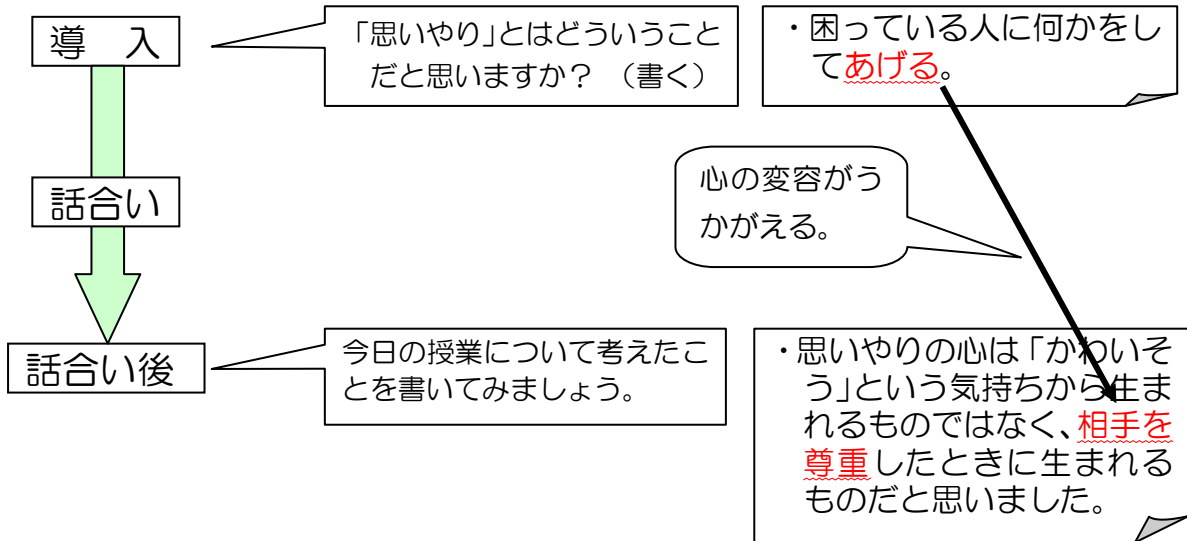 導　入
「思いやり」とはどういうこと
だと思いますか？　（書く）
・困っている人に何かをし
てあげる。
心の変容がう
かがえる。
話合い
話合い後
今日の授業について考えたこ
とを書いてみましょう。
・思いやりの心は「かわいそ
う」という気持ちから生ま
れるものではなく、相手を
尊重したときに生まれる
ものだと思いました。